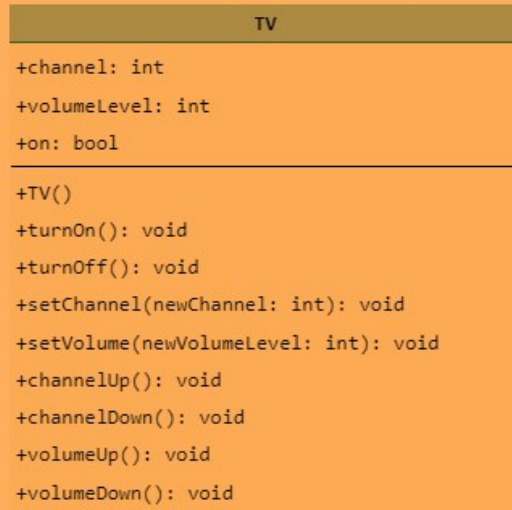 TV
+channel: int
+volumeLevel: int
+on: bool
+TV()
+turnOn(): void
+turnOff(): void
+setChannel(newChannel: int): void
+setVolume(newVolumeLevel: int): void
+channelUp(): void
+channelDown(): void
+volumeUp(): void
+volumeDown(): void